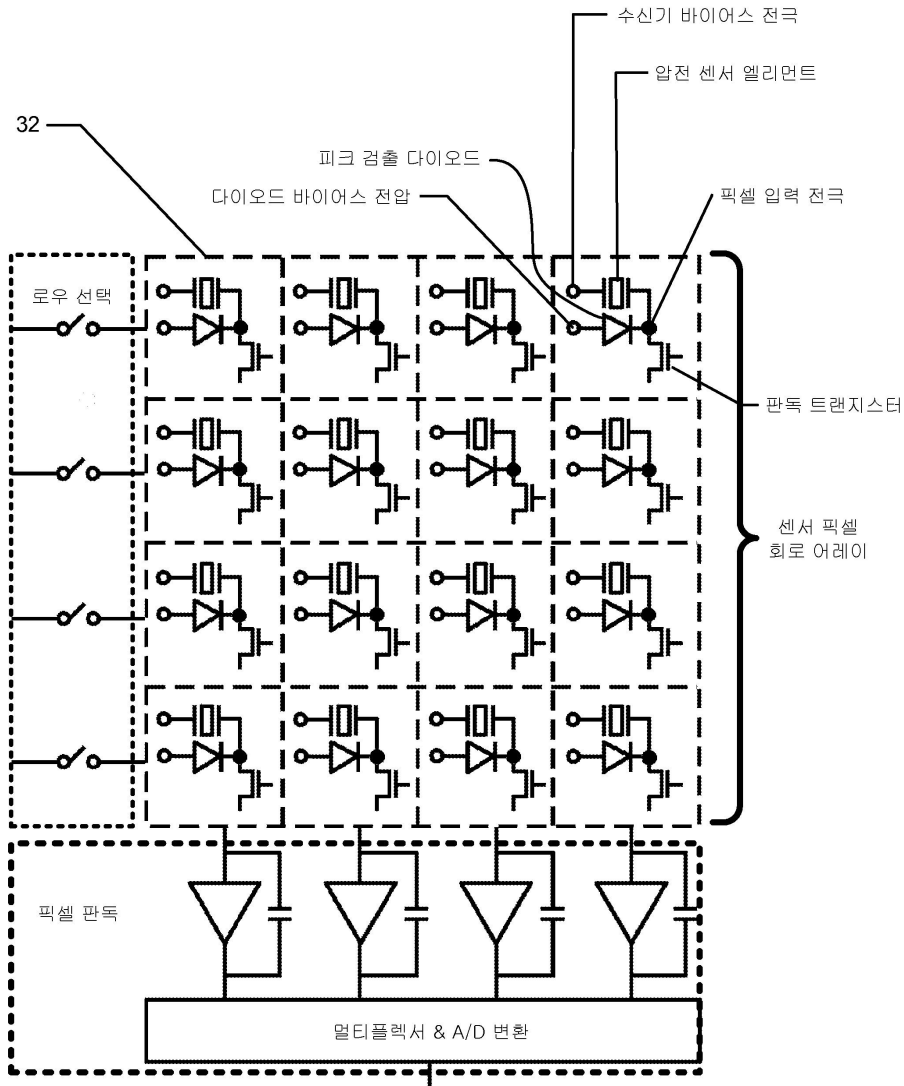 수신기 바이어스 전극
압전 센서 엘리먼트
32
피크 검출 다이오드
다이오드 바이어스 전압
픽셀 입력 전극
로우 선택
판독 트랜지스터
센서 픽셀
회로 어레이
픽셀 판독
멀티플렉서 & A/D 변환